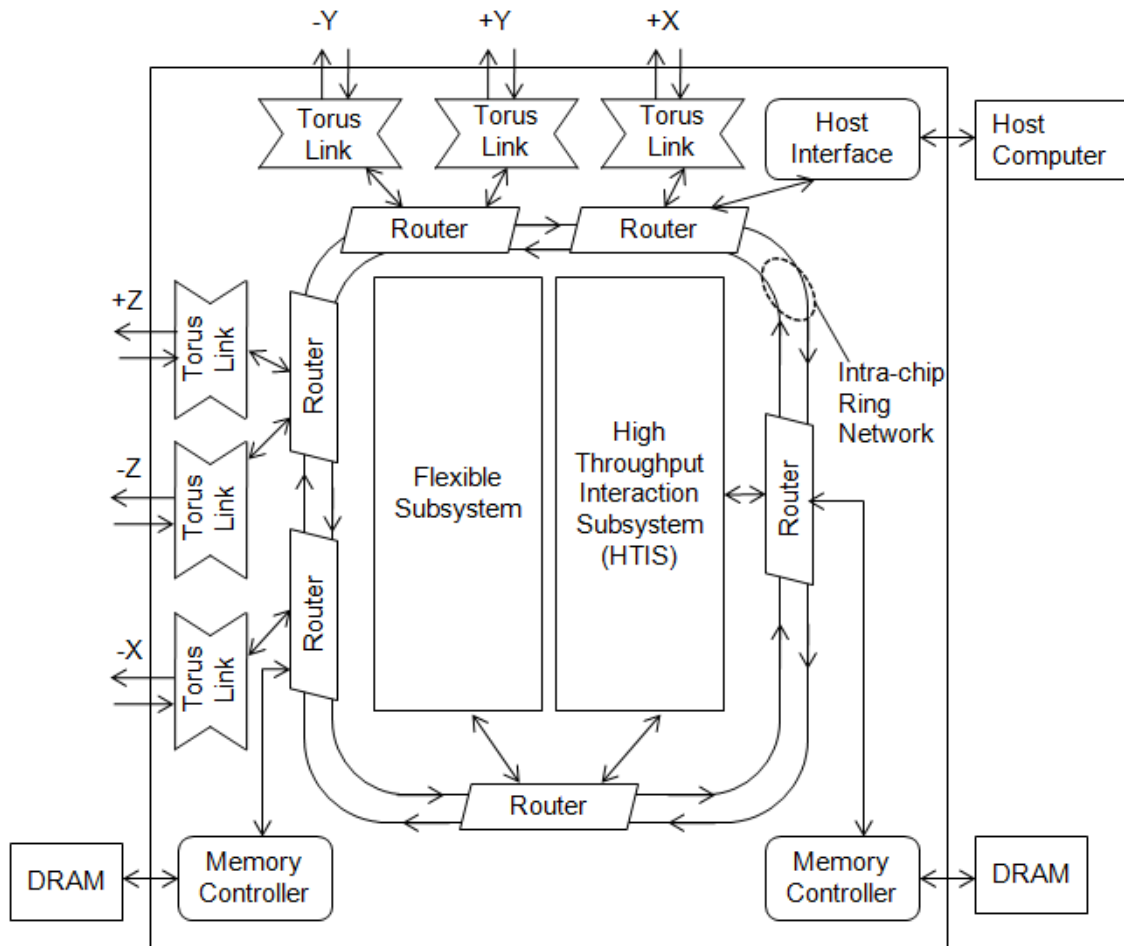 -Y
+Y
+X
Torus
Link
Torus
Link
Torus
Link
Host
Interface
Host
Computer
Router
Router
+Z
Torus
Link
Router
Intra-chip
Ring
Network
-Z
Torus
Link
Flexible
Subsystem
High
Throughput
Interaction
Subsystem
(HTIS)
Router
-X
Torus
Link
Router
Router
DRAM
Memory
Controller
Memory
Controller
DRAM